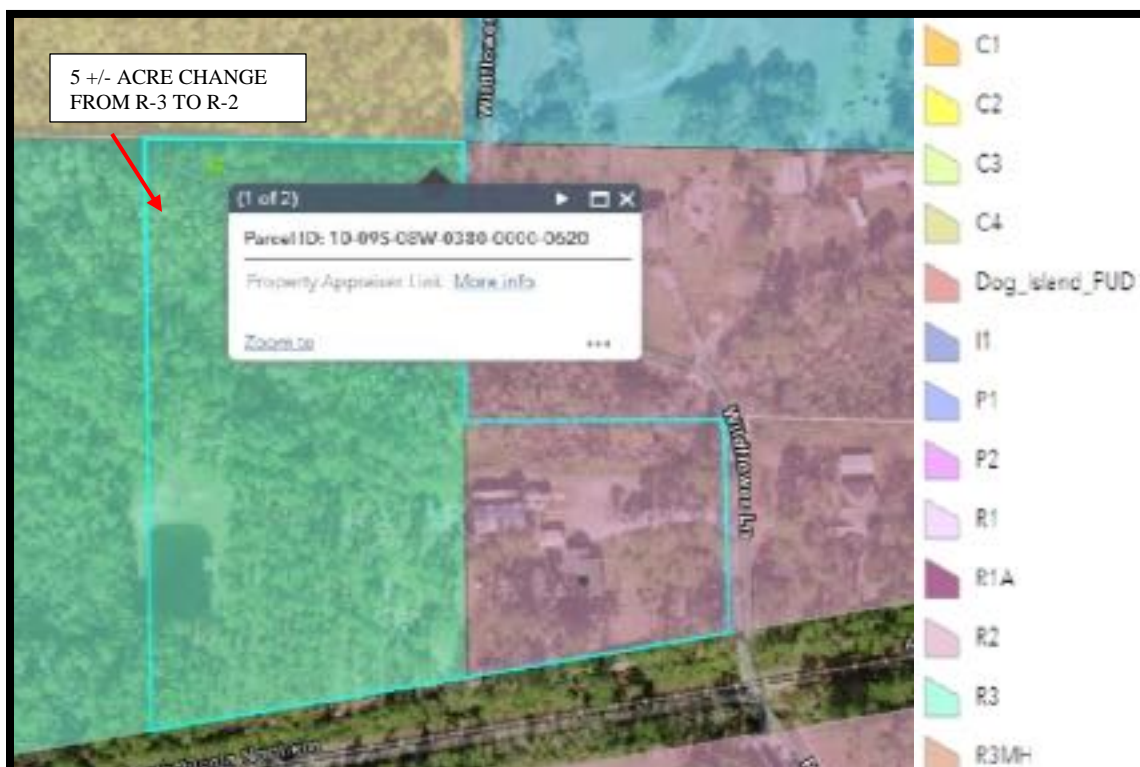 5 +/- ACRE CHANGE
FROM R-3 TO R-2
(1 of 2)
Parcel ID: 10-09S-08W-0380-0000-0620
Property Appraiser Link More info
Zoom to
Wildflower Ln
C1
C2
C3
C4
Dog_Island_PUD
I1
P1
P2
R1
R1A
R2
R3
R3MH